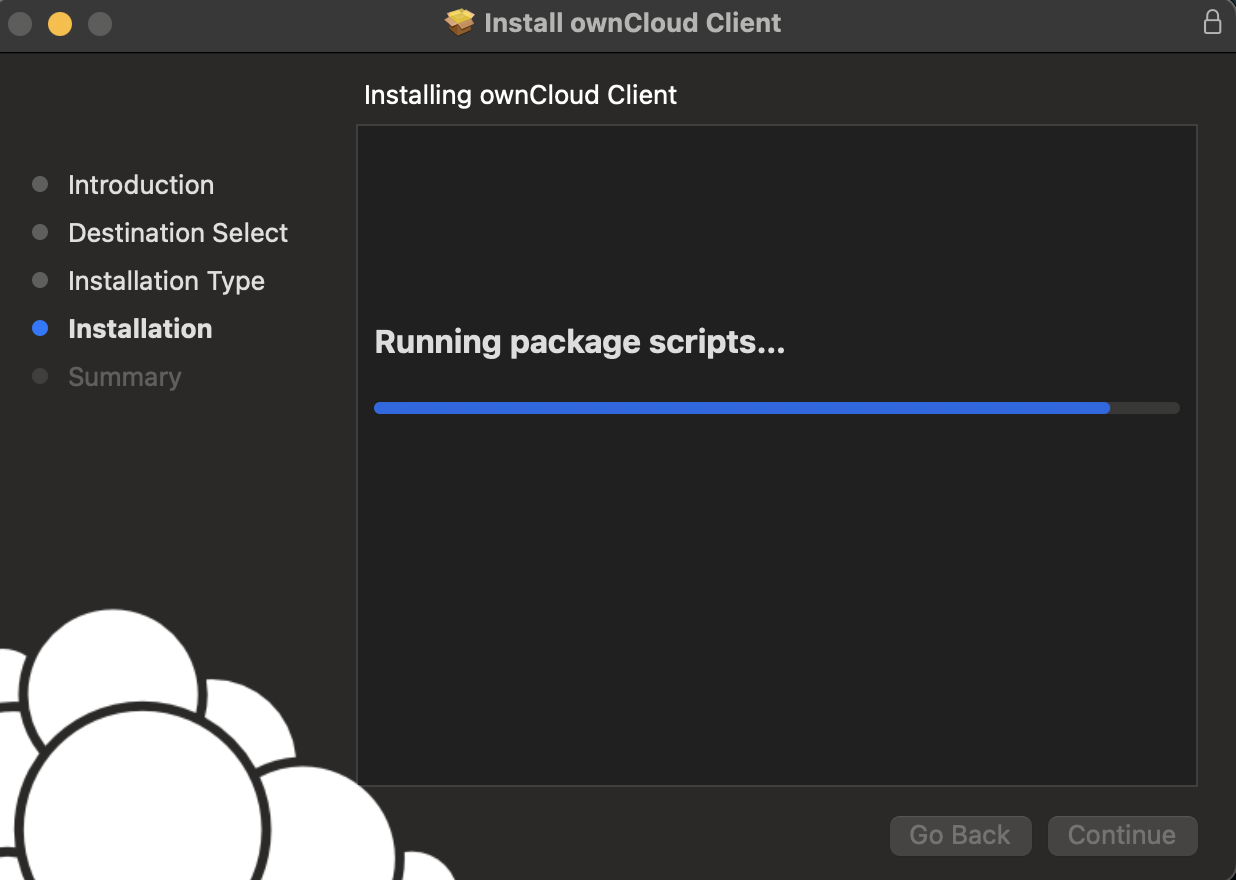 Install ownCloud Client
Installing ownCloud Client
Introduction
Destination Select
Installation Type
Installation
Summary
Running package scripts...
Go Back
Continue